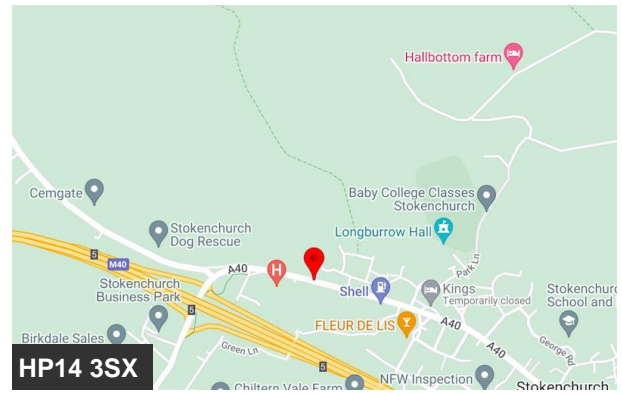 Hallbottom farm
Cemgate
Baby College Classes
Stokenchurch
Stokenchurch
Dog Rescue
Longburrow Hall
5
M40
A40
H
Park Ln
Stokenchurch
Business Park
Shell
Kings
Temporarily closed
Stokenchurc
School and
5
FLEUR DE LIS
A40
Birkdale Sales
Green Ln
A40
George Rd
5
HP14 3SX
Chiltern Vale Farm
NFW Inspection
Stokenchurch